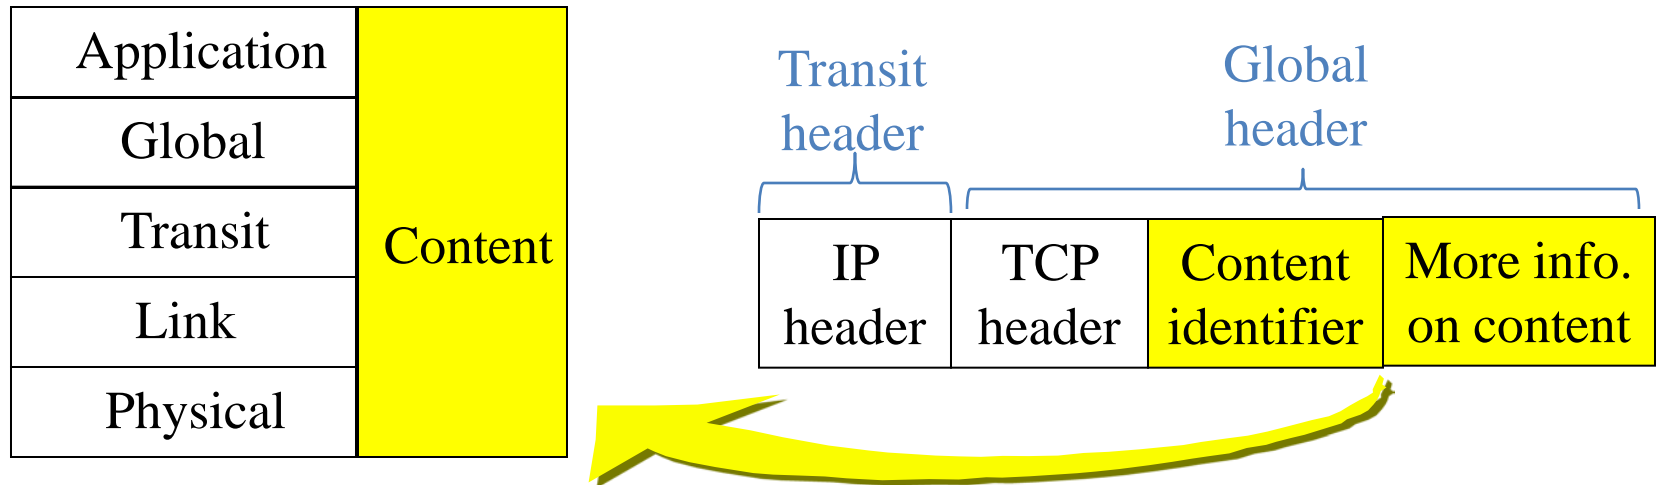 Application
Global
Transit
Link
Physical
Content
Transit
header
Global
header
IP
header
TCP
header
Content
identifier
More info.
on content